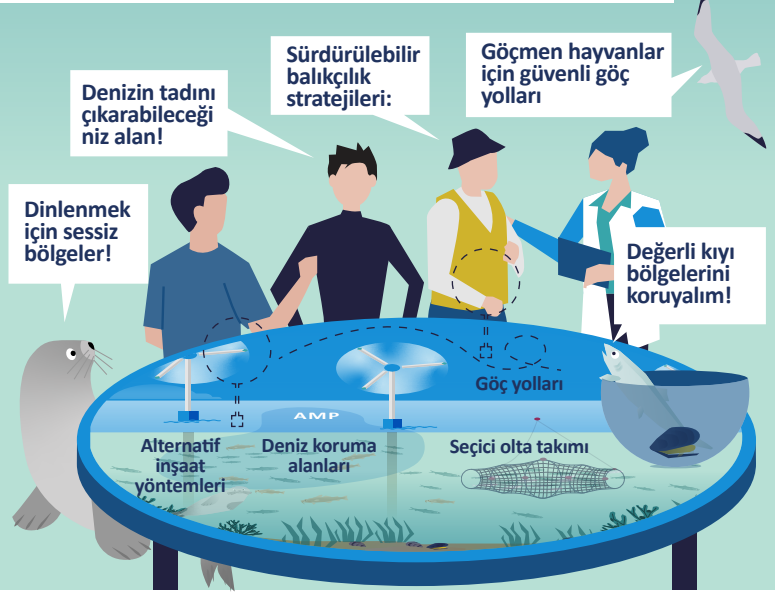 Sürdürülebilir
balıkçılık
stratejileri:
Göçmen hayvanlar
için güvenli göç
yolları
Denizin tadını
çıkarabileceği
niz alan!
Dinlenmek
için sessiz
bölgeler!
Değerli kıyı
bölgelerini
koruyalım!
Göç yolları
AMP
Alternatif
inşaat
yöntemleri
Deniz koruma
alanları
Seçici olta takımı